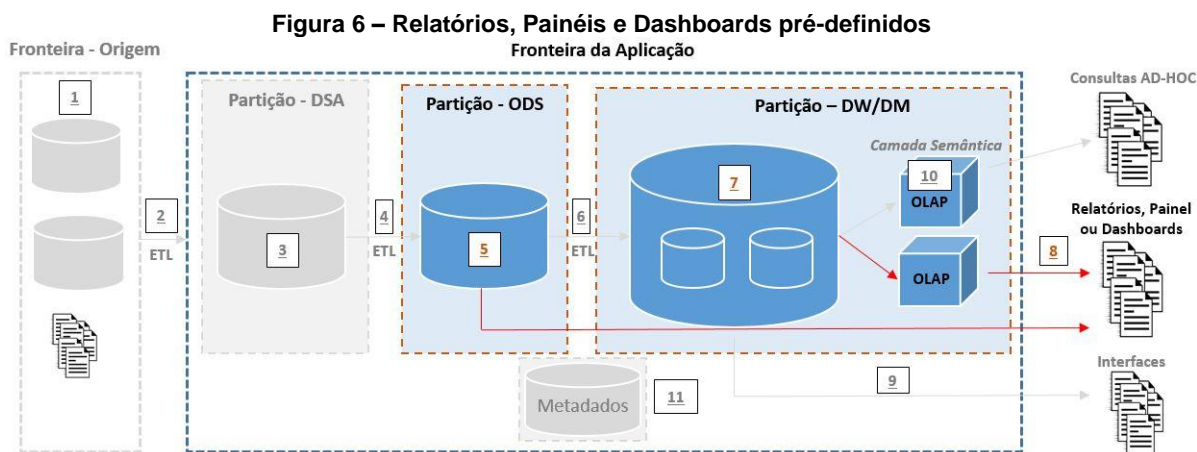 Figura 6 – Relatórios, Painéis e Dashboards pré-definidos
Fronteira - Origem
Fronteira da Aplicação
1
2
ETL
Partição - DSA
3
4
ETL
Partição - ODS
5
6
ETL
Partição – DW/DM
7
Camada Semântica
10
OLAP
OLAP
Consultas AD-HOC
8
Relatórios, Painel
ou Dashboards
9
Interfaces
Metadados
11